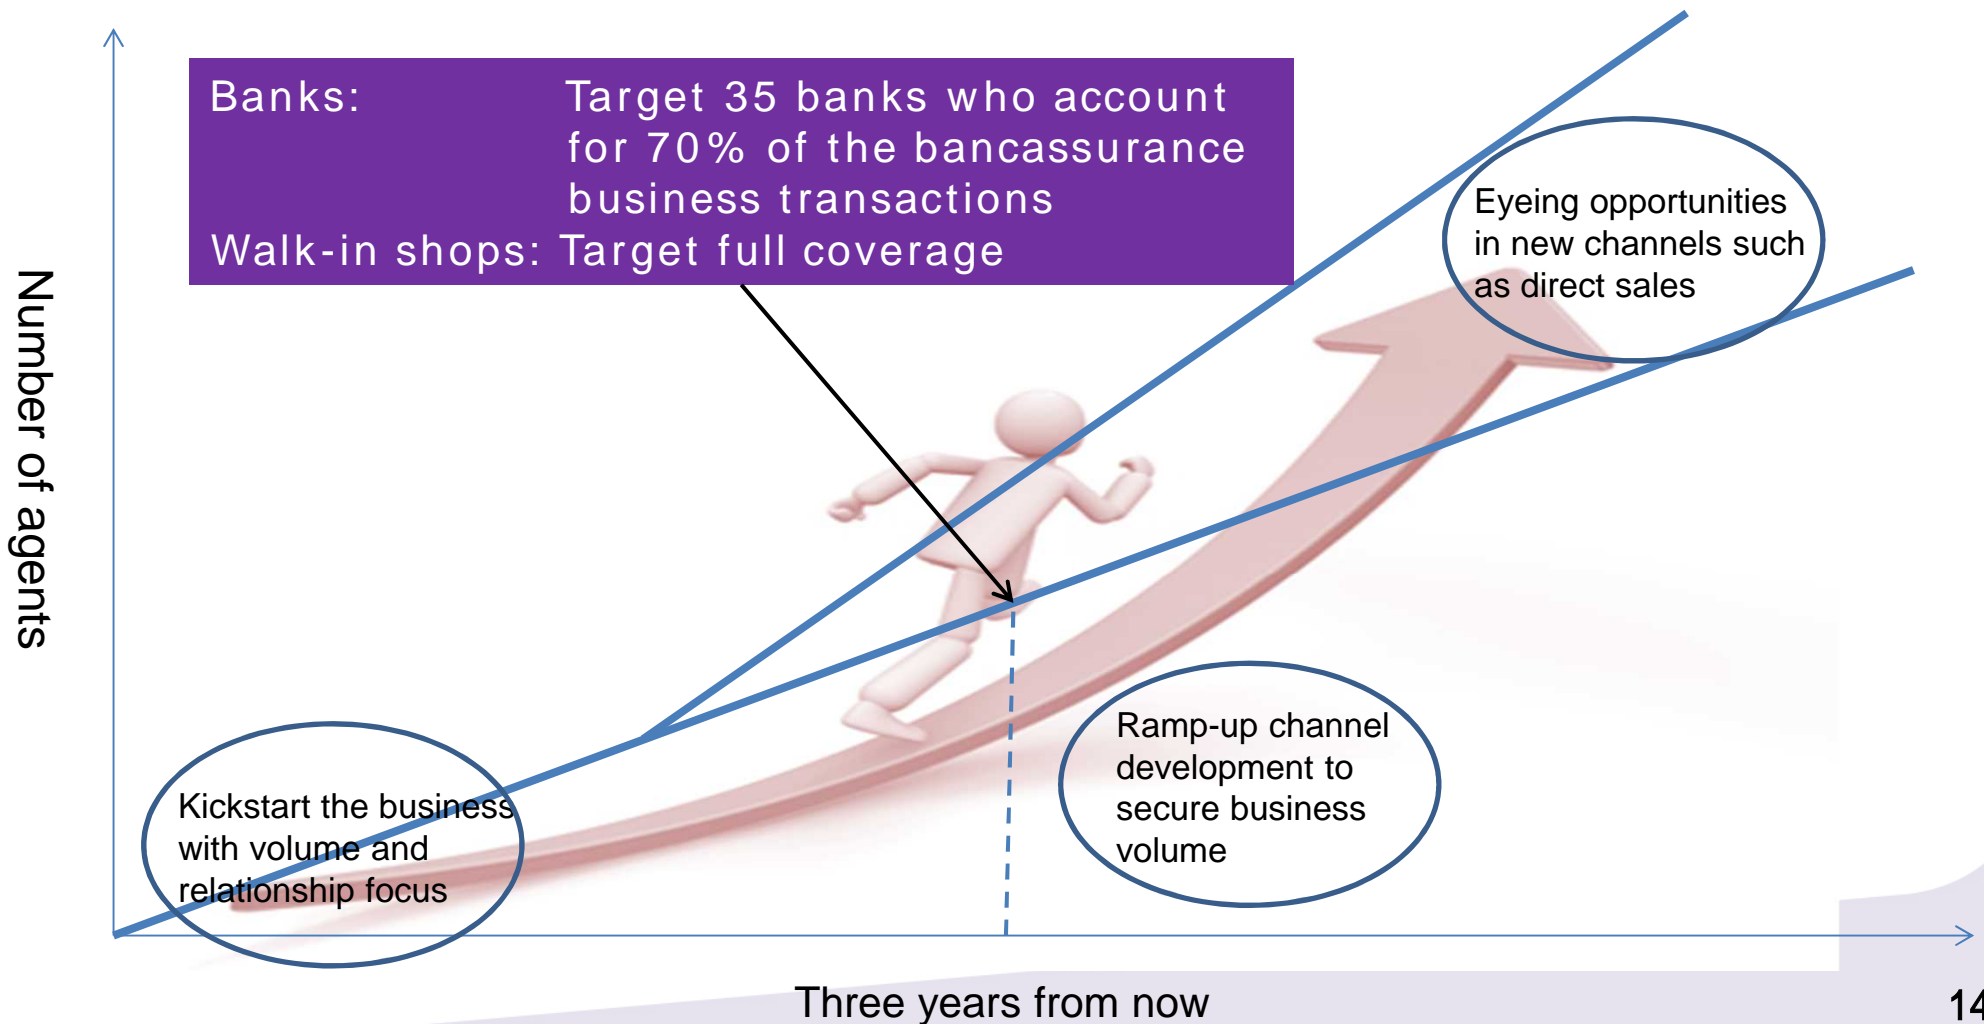 Banks: Target 35 banks who account
for 70% of the bancassurance
business transactions
Walk-in shops: Target full coverage
Eyeing opportunities
in new channels such
as direct sales
Number of agents
Ramp-up channel
development to
secure business
volume
Kickstart the business
with volume and
relationship focus
Three years from now
14